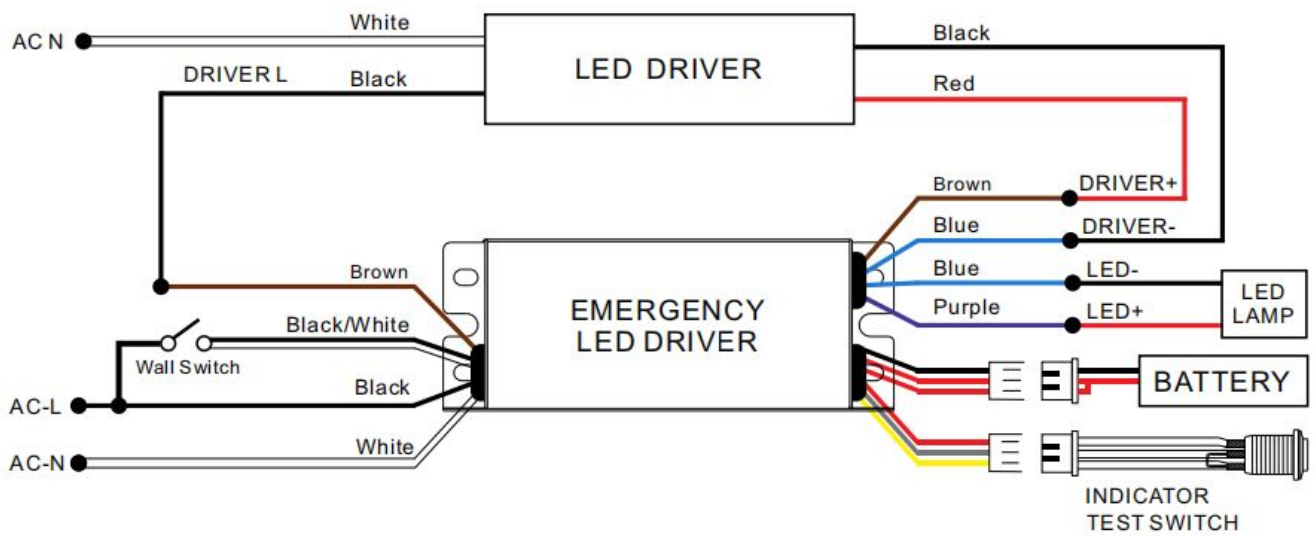 White
AC N
LED DRIVER
Black
DRIVER L
Black
Red
Brown
DRIVER+
Blue
DRIVER-
Blue
LED-
Purple
LED+
LED
LAMP
Brown
EMERGENCY
LED DRIVER
Black/White
Wall Switch
Black
AC-L
BATTERY
White
AC-N
INDICATOR
TEST SWITCH